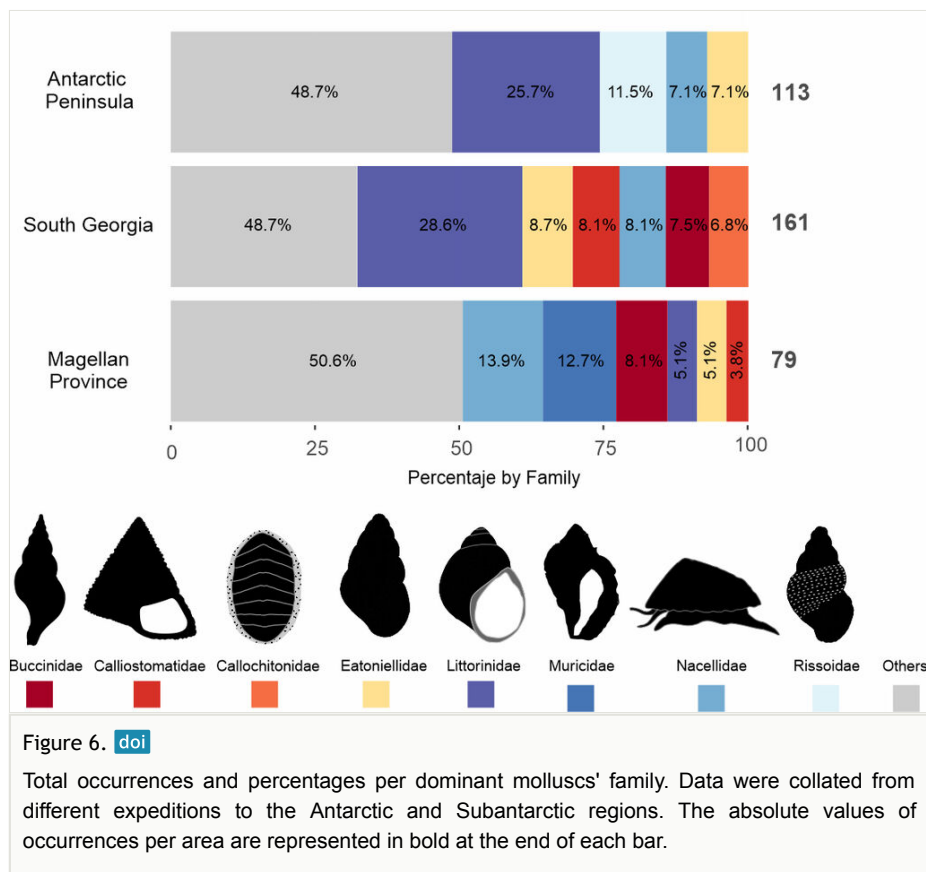 Antarctic
Peninsula
48.7%
25.7%
11.5%
7.1%
7.1%
113
South Georgia
48.7%
28.6%
8.7%
8.1%
8.1%
7.5%
6.8%
161
Magellan
Province
50.6%
13.9%
12.7%
8.1%
5.1%
5.1%
3.8%
79
0 25 50 75 100
Percentaje by Family
Buccinidae Calliostomatidae Callochitonidae Eatoniellidae Littorinidae Muricidae Nacellidae Rissoidae Others
Figure 6. doi
Total occurrences and percentages per dominant molluscs' family. Data were collated from
different expeditions to the Antarctic and Subantarctic regions. The absolute values of
occurrences per area are represented in bold at the end of each bar.